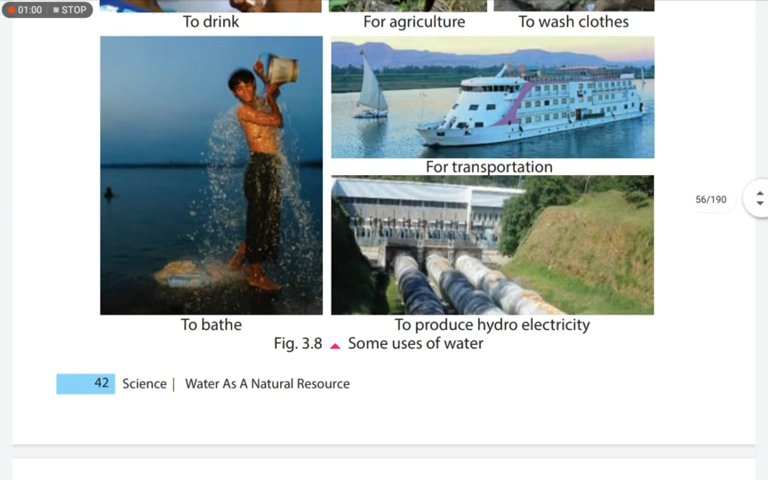 01:00 STOP
To drink
For agriculture
To wash clothes
For transportation
56/190
To bathe
To produce hydro electricity
Fig. 3.8 Some uses of water
42 Science | Water As A Natural Resource